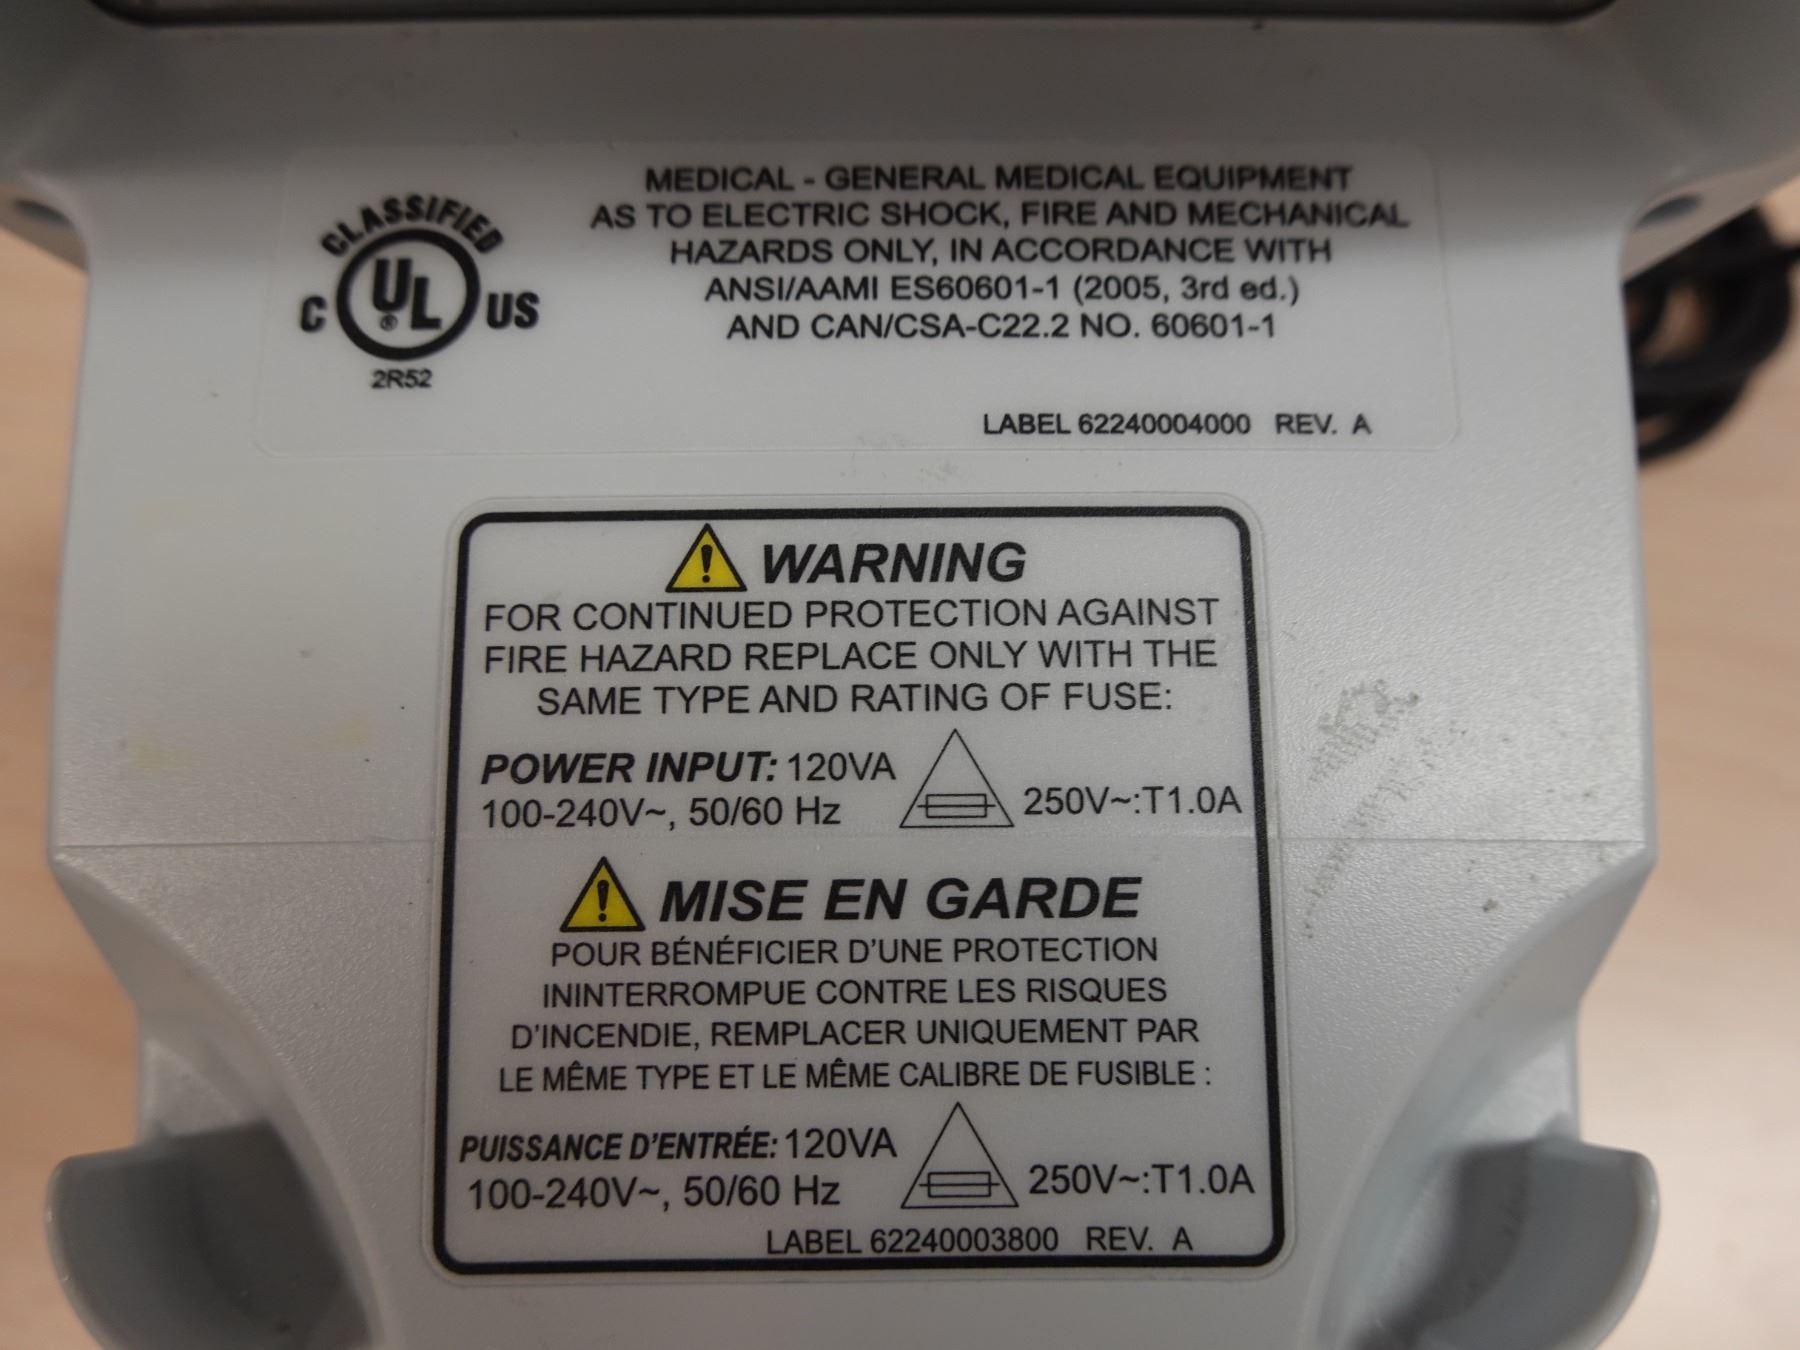 CLASSIFIED
C UL® US
2R52
MEDICAL - GENERAL MEDICAL EQUIPMENT
AS TO ELECTRIC SHOCK, FIRE AND MECHANICAL
HAZARDS ONLY, IN ACCORDANCE WITH
ANSI/AAMI ES60601-1 (2005, 3rd ed.)
AND CAN/CSA-C22.2 NO. 60601-1
LABEL 62240004000 REV. A
WARNING
FOR CONTINUED PROTECTION AGAINST
FIRE HAZARD REPLACE ONLY WITH THE
SAME TYPE AND RATING OF FUSE:
POWER INPUT: 120VA
100-240V~, 50/60 Hz
250V~:T1.0A
MISE EN GARDE
POUR BÉNÉFICIER D'UNE PROTECTION
ININTERROMPUE CONTRE LES RISQUES
D'INCENDIE, REMPLACER UNIQUEMENT PAR
LE MÊME TYPE ET LE MÊME CALIBRE DE FUSIBLE :
PUISSANCE D'ENTRÉE: 120VA
100-240V~, 50/60 Hz
250V~:T1.0A
LABEL 62240003800 REV. A